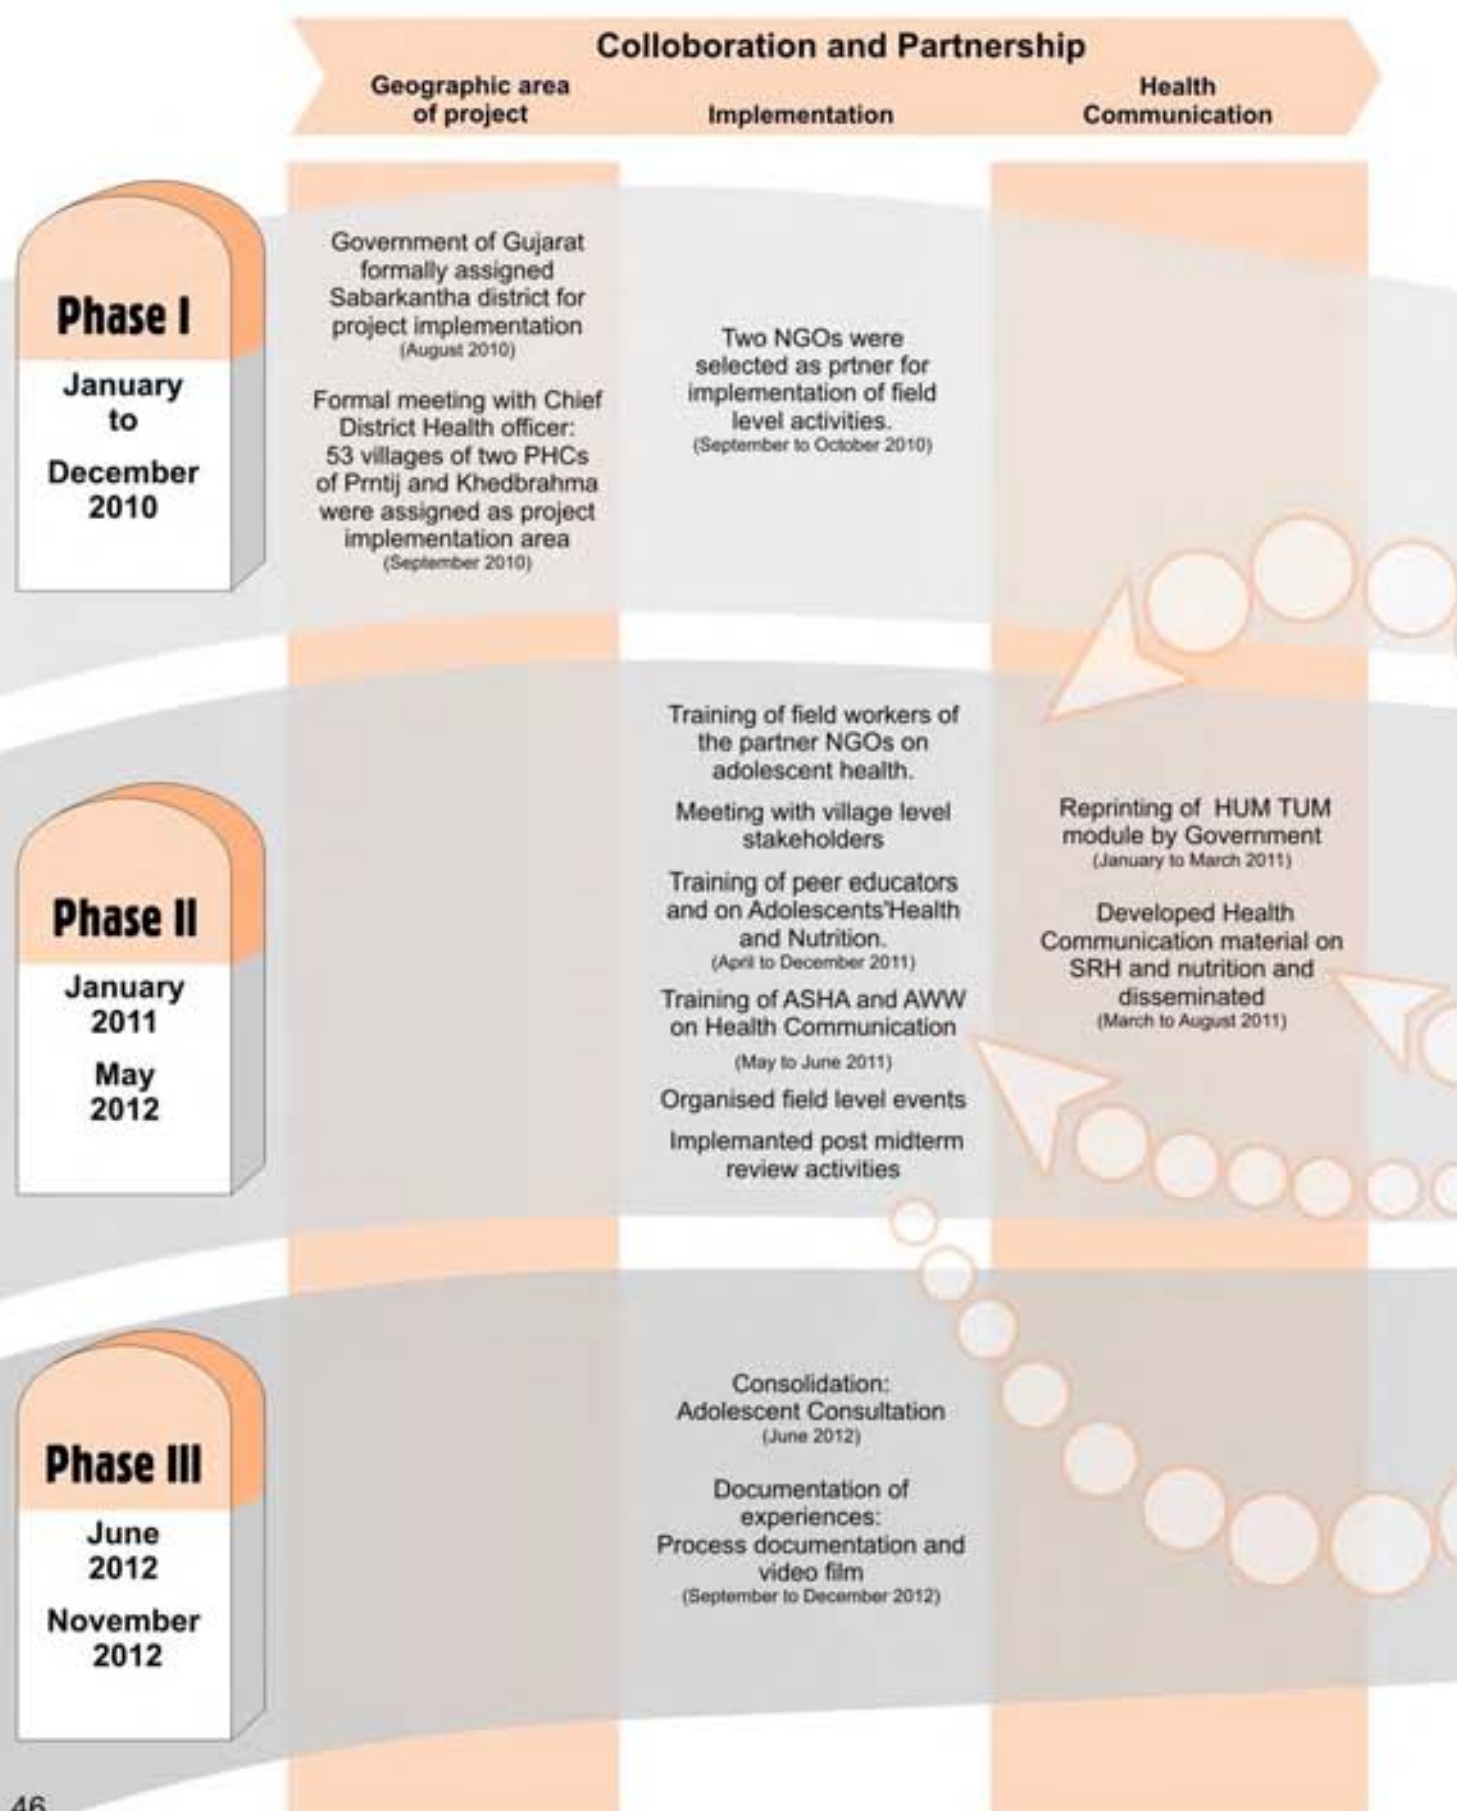 Colloboration and Partnership
Geographic area
of project
Implementation
Health
Communication
Phase I
January
to
December
2010
Government of Gujarat
formally assigned
Sabarkantha district for
project implementation
(August 2010)
Formal meeting with Chief
District Health officer:
53 villages of two PHCs
of Prntij and Khedbrahma
were assigned as project
implementation area
(September 2010)
Two NGOs were
selected as prtner for
implementation of field
level activities.
(September to October 2010)
Phase II
January
2011
May
2012
Training of field workers of
the partner NGOs on
adolescent health.
Meeting with village level
stakeholders
Training of peer educators
and on Adolescents'Health
and Nutrition.
(April to December 2011)
Training of ASHA and AWW
on Health Communication
(May to June 2011)
Organised field level events
Implemanted post midterm
review activities
Reprinting of HUM TUM
module by Government
(January to March 2011)
Developed Health
Communication material on
SRH and nutrition and
disseminated
(March to August 2011)
Phase III
June
2012
November
2012
Consolidation:
Adolescent Consultation
(June 2012)
Documentation of
experiences:
Process documentation and
video film
(September to December 2012)
46